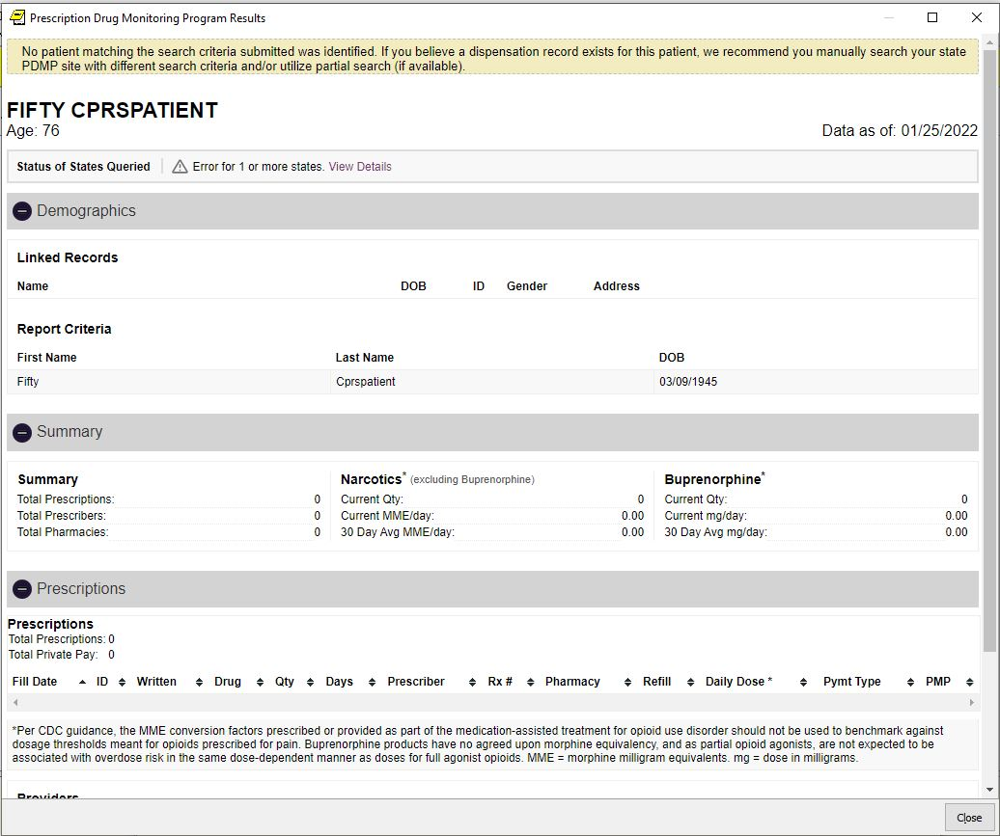 Prescription Drug Monitoring Program Results
No patient matching the search criteria submitted was identified. If you believe a dispensation record exists for this patient, we recommend you manually search your state
PDMP site with different search criteria and/or utilize partial search (if available).
FIFTY CPRSPATIENT
Age: 76
Data as of: 01/25/2022
Status of States Queried Error for 1 or more states. View Details
Demographics
Linked Records
Name DOB ID Gender Address
Report Criteria
First Name Last Name DOB
Fifty Cprspatient 03/09/1945
Summary
Summary Narcotics* (excluding Buprenorphine) Buprenorphine*
Total Prescriptions: 0 Current Qty: 0 Current Qty: 0
Total Prescribers: 0 Current MME/day: 0.00 Current mg/day: 0.00
Total Pharmacies: 0 30 Day Avg MME/day: 0.00 30 Day Avg mg/day: 0.00
Prescriptions
Prescriptions
Total Prescriptions: 0
Total Private Pay: 0
Fill Date ID Written Drug Qty Days Prescriber Rx # Pharmacy Refill Daily Dose * Pymt Type PMP
*Per CDC guidance, the MME conversion factors prescribed or provided as part of the medication-assisted treatment for opioid use disorder should not be used to benchmark against
dosage thresholds meant for opioids prescribed for pain. Buprenorphine products have no agreed upon morphine equivalency, and as partial opioid agonists, are not expected to be
associated with overdose risk in the same dose-dependent manner as doses for full agonist opioids. MME = morphine milligram equivalents. mg = dose in milligrams.
Providers
Close